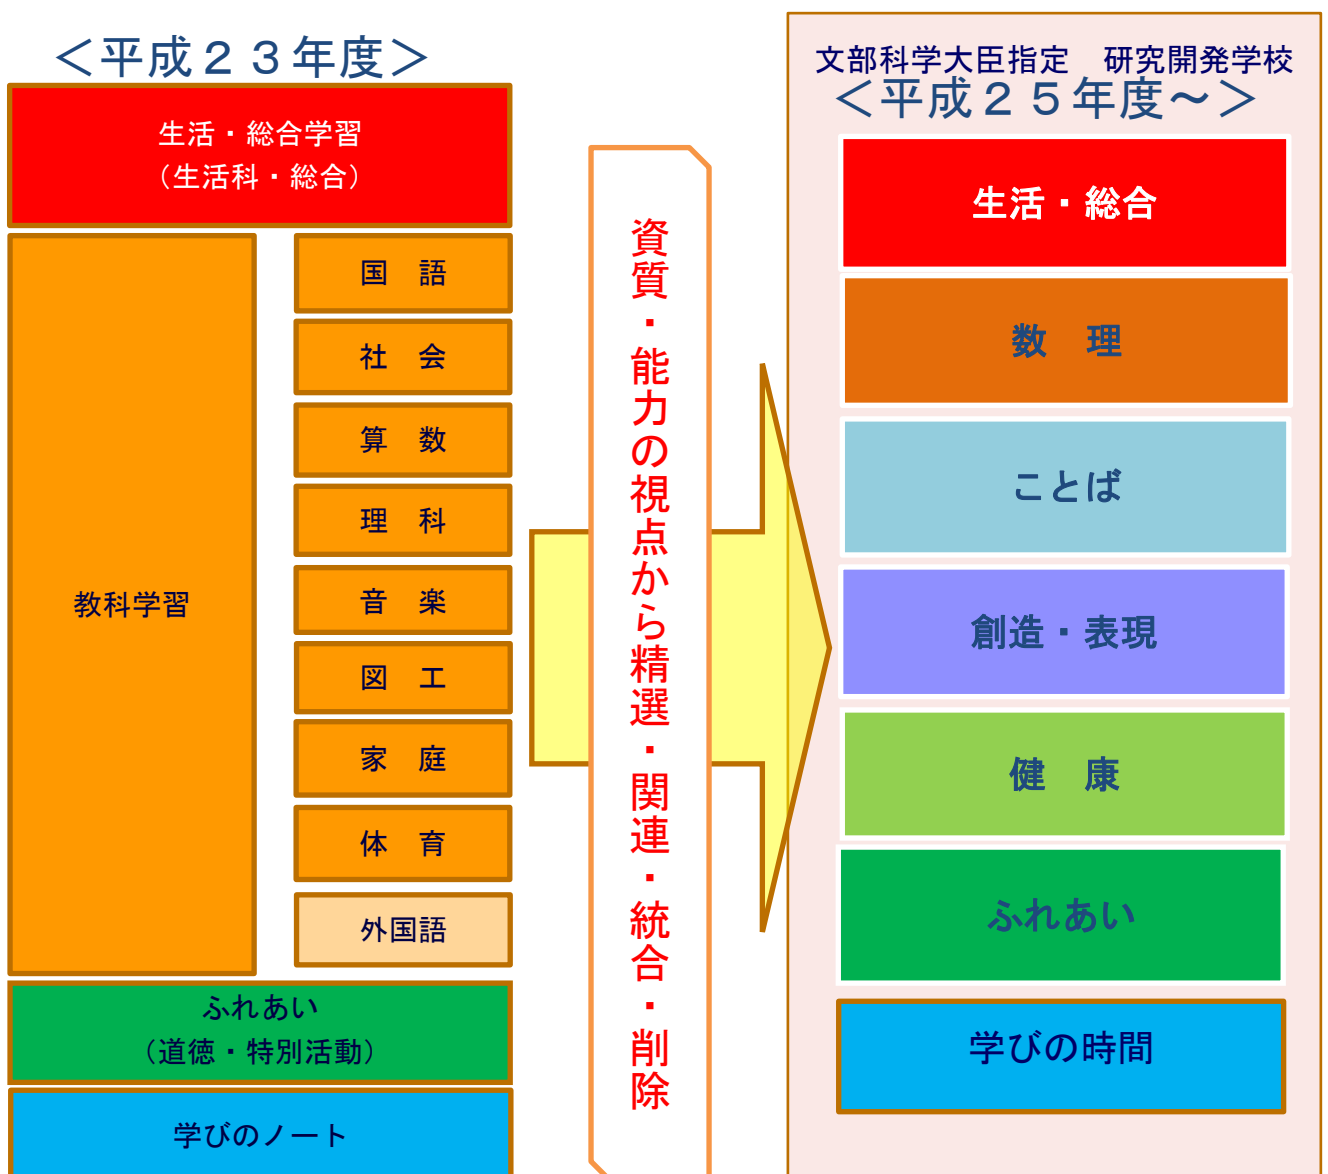 ＜平成２３年度＞
生活・総合学習
（生活科・総合）
教科学習
国　語
社　会
算　数
理　科
音　楽
図　工
家　庭
体　育
外国語
ふれあい
（道徳・特別活動）
学びのノート
資質・能力の視点から精選・関連・統合・削除
文部科学大臣指定　研究開発学校
＜平成２５年度～＞
生活・総合
数　理
ことば
創造・表現
健　康
ふれあい
学びの時間